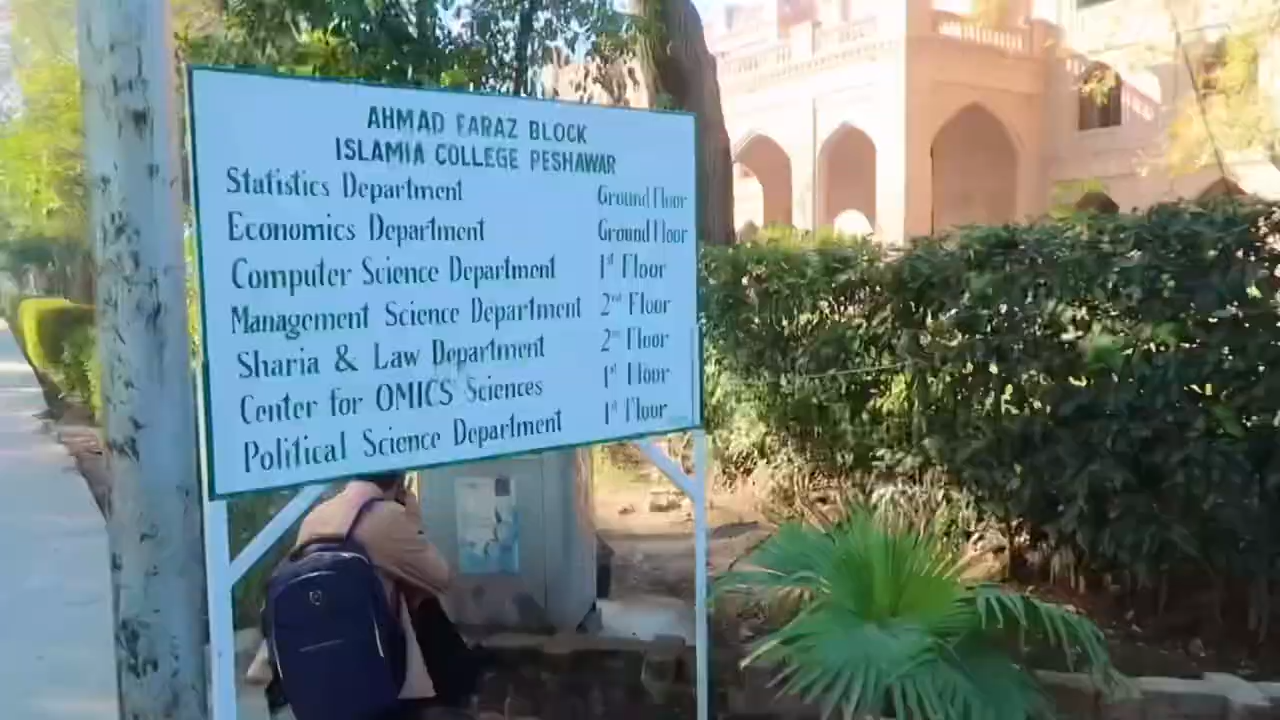 AHMAD FARAZ BLOCK
ISLAMIA COLLEGE PESHAWAR
Statistics Department Ground Floor
Economics Department Ground Floor
Computer Science Department 1st Floor
Management Science Department 2nd Floor
Sharia & Law Department 2nd Floor
Center for OMICS Sciences 1st Floor
Political Science Department 1st Floor